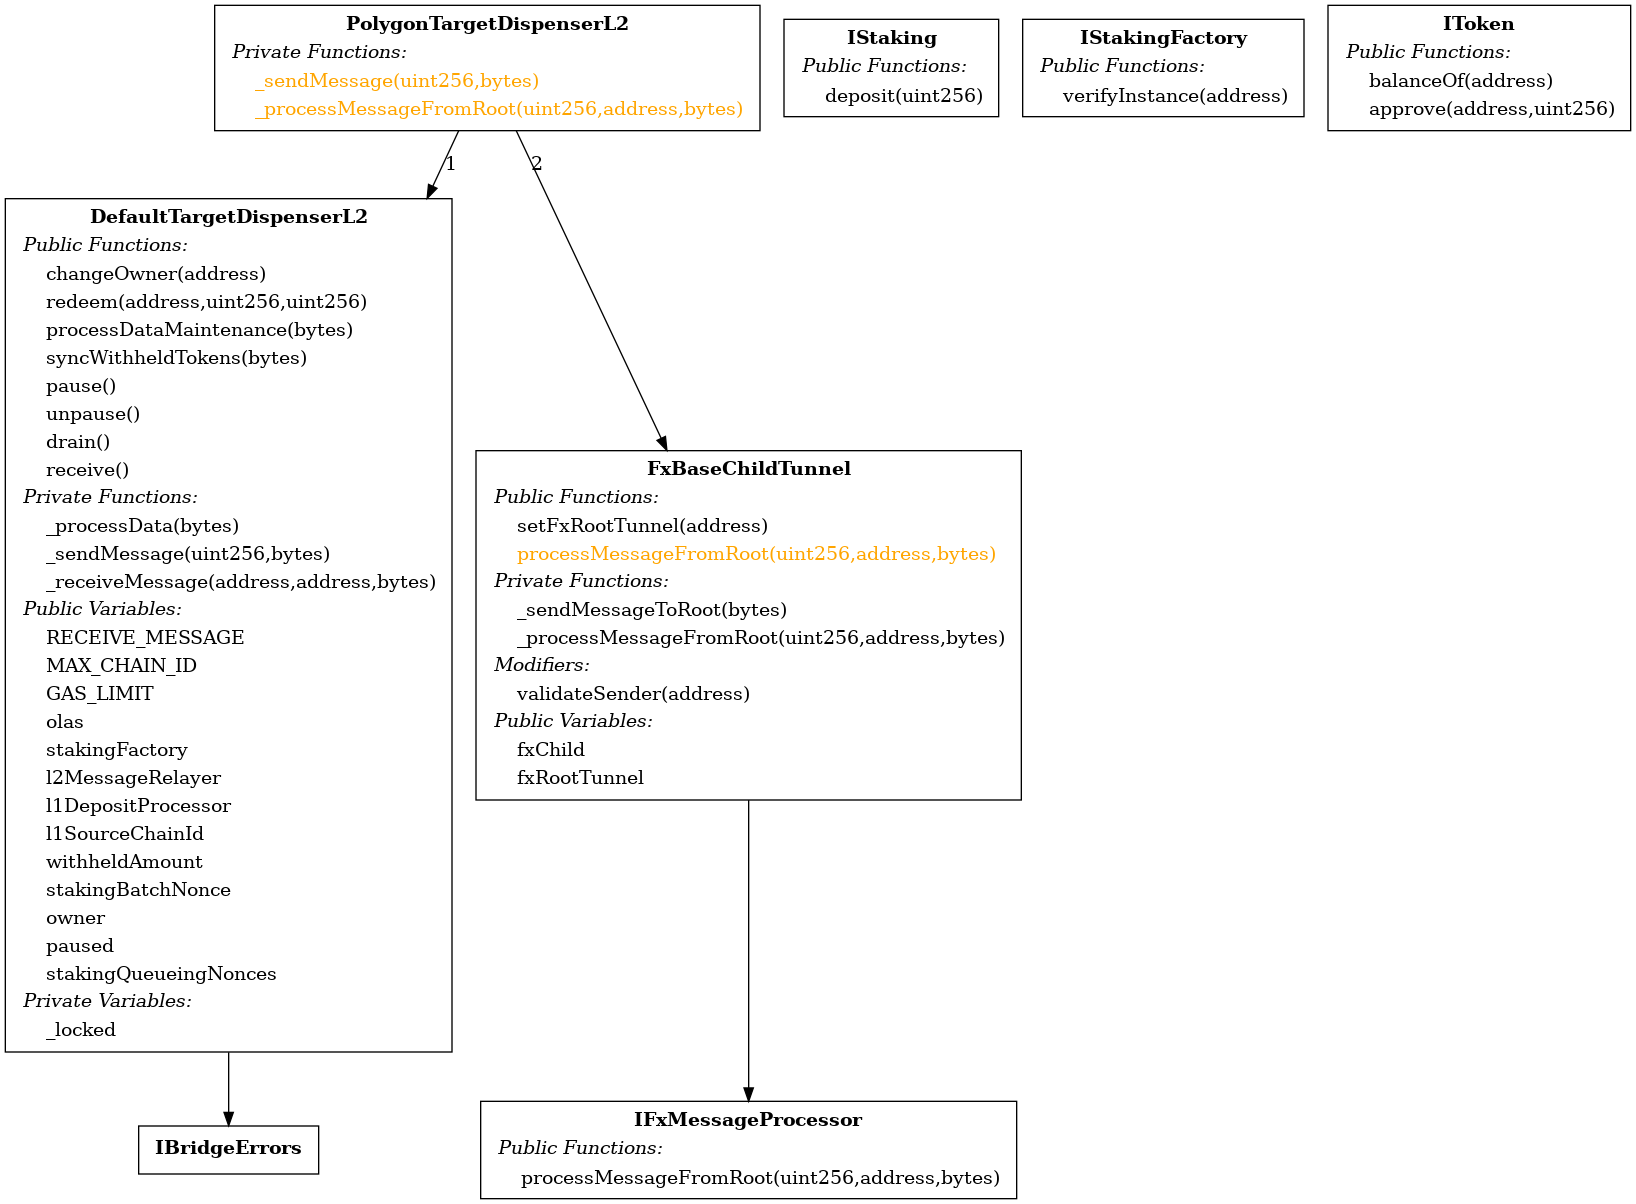 PolygonTargetDispenserL2
Private Functions:
_sendMessage(uint256,bytes)
_processMessageFromRoot(uint256,address,bytes)
IStaking
Public Functions:
deposit(uint256)
IStakingFactory
Public Functions:
verifyInstance(address)
IToken
Public Functions:
balanceOf(address)
approve(address,uint256)
1
2
DefaultTargetDispenserL2
Public Functions:
changeOwner(address)
redeem(address,uint256,uint256)
processDataMaintenance(bytes)
syncWithheldTokens(bytes)
pause()
unpause()
drain()
receive()
Private Functions:
_processData(bytes)
_sendMessage(uint256,bytes)
_receiveMessage(address,address,bytes)
Public Variables:
RECEIVE_MESSAGE
MAX_CHAIN_ID
GAS_LIMIT
olas
stakingFactory
l2MessageRelayer
l1DepositProcessor
l1SourceChainId
withheldAmount
stakingBatchNonce
owner
paused
stakingQueueingNonces
Private Variables:
_locked
FxBaseChildTunnel
Public Functions:
setFxRootTunnel(address)
processMessageFromRoot(uint256,address,bytes)
Private Functions:
_sendMessageToRoot(bytes)
_processMessageFromRoot(uint256,address,bytes)
Modifiers:
validateSender(address)
Public Variables:
fxChild
fxRootTunnel
IBridgeErrors
IFxMessageProcessor
Public Functions:
processMessageFromRoot(uint256,address,bytes)